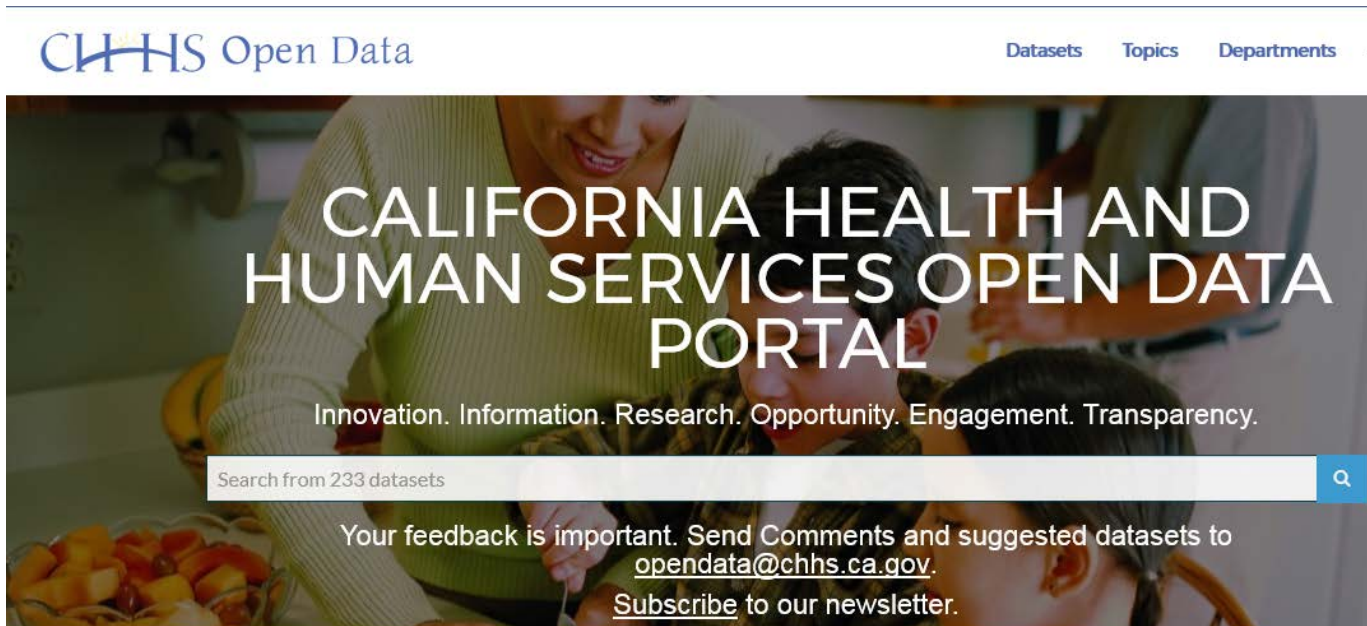 CHHS Open Data
Datasets Topics Departments
CALIFORNIA HEALTH AND
HUMAN SERVICES OPEN DATA
PORTAL
Innovation. Information. Research. Opportunity. Engagement. Transparency.
Search from 233 datasets
Your feedback is important. Send Comments and suggested datasets to
opendata@chhs.ca.gov.
Subscribe to our newsletter.